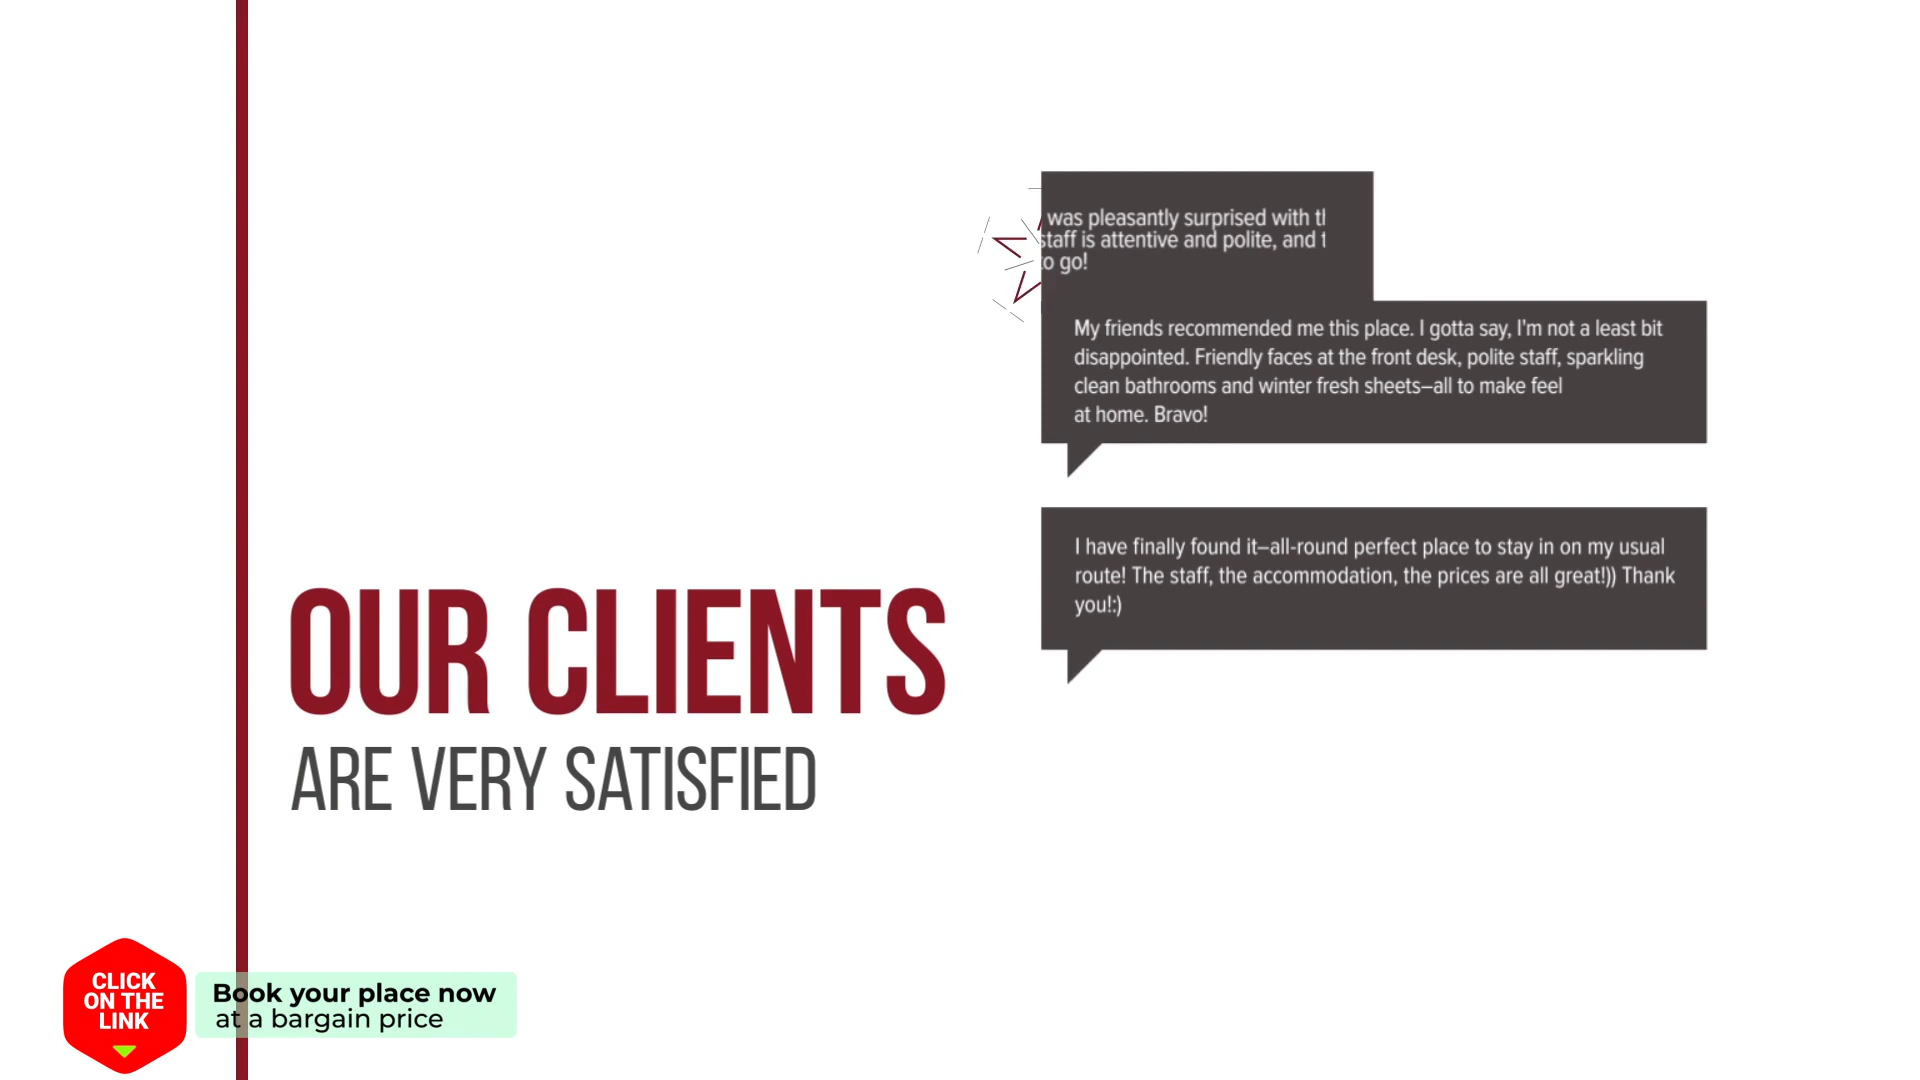 was pleasantly surprised with
staff is attentive and polite, and
to go!
My friends recommended me this place. I gotta say, I'm not a least bit
disappointed. Friendly faces at the front desk, polite staff, sparkling
clean bathrooms and winter fresh sheets–all to make feel
at home. Bravo!
I have finally found it–all-round perfect place to stay in on my usual
route! The staff, the accommodation, the prices are all great!)) Thank
you!:)
OUR CLIENTS
ARE VERY SATISFIED
CLICK
ON THE
LINK
Book your place now
at a bargain price